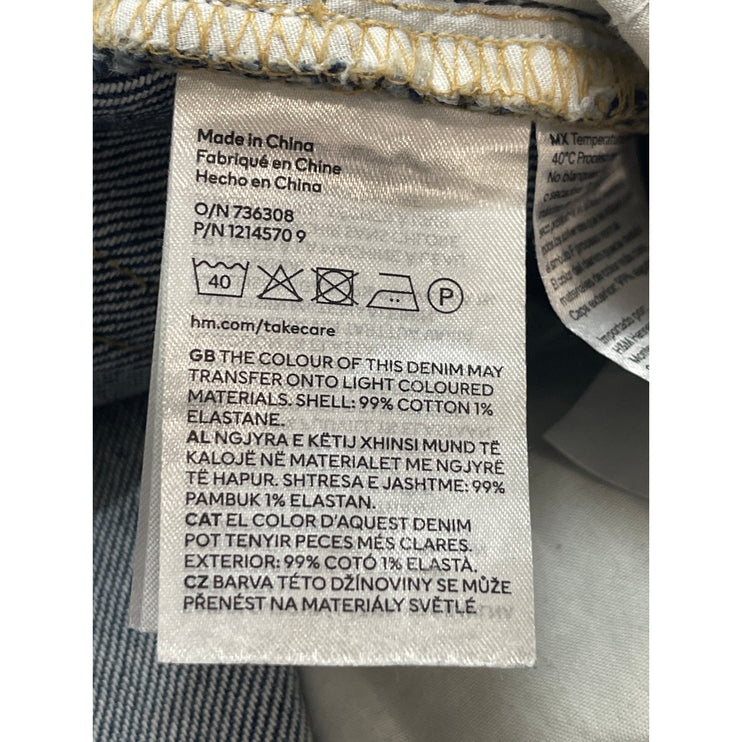 Made in China
Fabriqué en Chine
Hecho en China
O/N 736308
P/N 1214570 9
40
P
hm.com/takecare
GB THE COLOUR OF THIS DENIM MAY
TRANSFER ONTO LIGHT COLOURED
MATERIALS. SHELL: 99% COTTON 1%
ELASTANE.
AL NGJYRA E KËTIJ XHINSI MUND TË
KALOJË NË MATERIALET ME NGJYRË
TË HAPUR. SHTRESA E JASHTME: 99%
PAMBUK 1% ELASTAN.
CAT EL COLOR D'AQUEST DENIM
POT TENYIR PECES MÉS CLARES.
EXTERIOR: 99% COTÓ 1% ELASTÀ.
CZ BARVA TÉTO DŽÍNOVINY SE MŮŽE
PŘENÉST NA MATERIÁLY SVĚTLÉ
MX
40°C
No